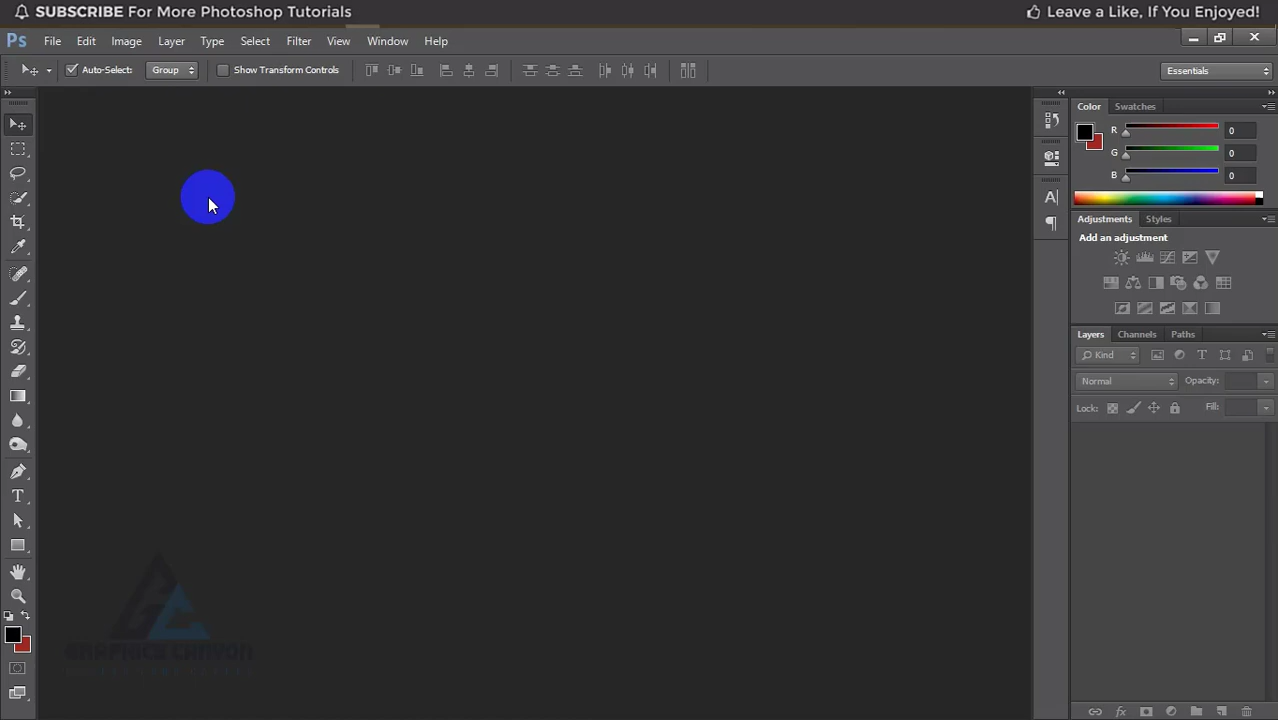 SUBSCRIBE For More Photoshop Tutorials
Leave a Like, If You Enjoyed!
Ps File Edit Image Layer Type Select Filter View Window Help
Auto-Select: Group Show Transform Controls Essentials
Color Swatches
R 0
G 0
B 0
Adjustments Styles
Add an adjustment
Layers Channels Paths
Kind
Normal Opacity:
Lock: Fill:
GRAPHICS CANYON